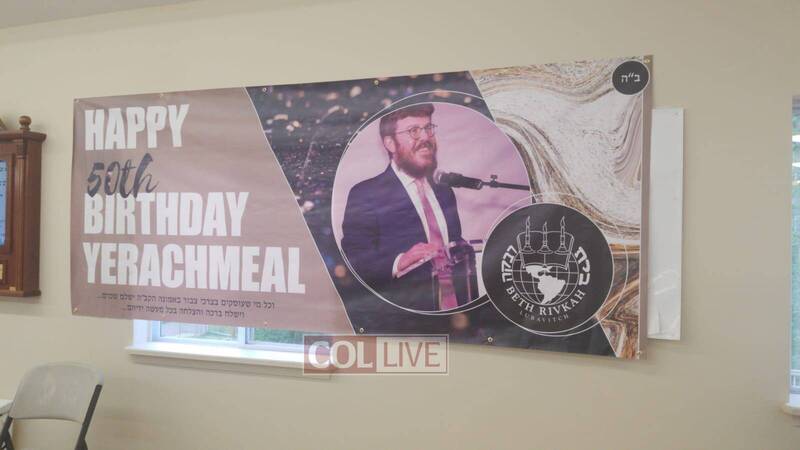 ב"ה
HAPPY
50th
BIRTHDAY
YERACHMEAL
וכל מי שעוסקים בצרכי צבור באמונה הקב"ה ישלם שכרם...
וישלח ברכה והצלחה בכל מעשה ידיהם...
בית רבקה
BETH RIVKAH
LUBAVITCH
COL LIVE